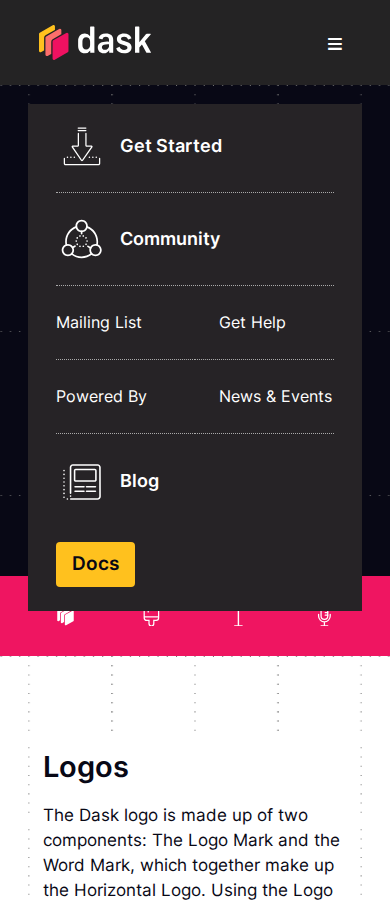 dask
Get Started
Community
Mailing List
Get Help
Powered By
News & Events
Blog
Docs
Logos
The Dask logo is made up of two
components: The Logo Mark and the
Word Mark, which together make up
the Horizontal Logo. Using the Logo